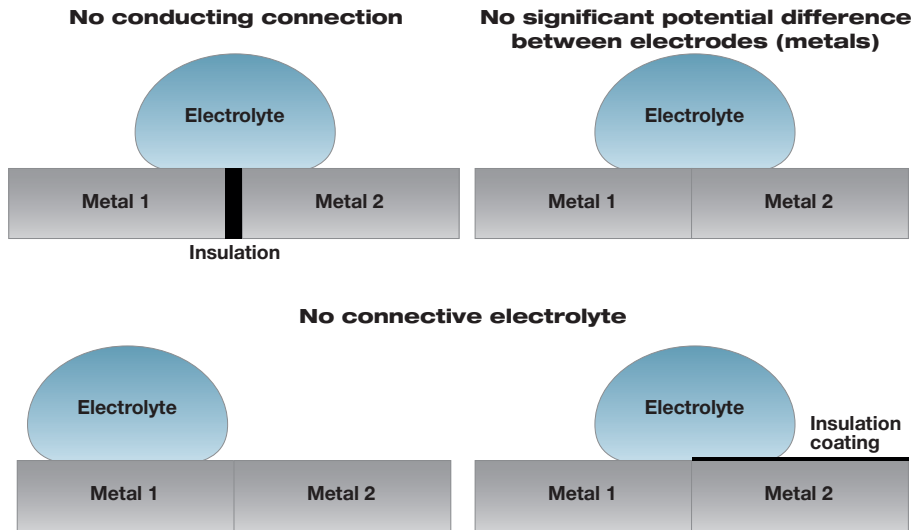 No conducting connection
No significant potential difference
between electrodes (metals)
Electrolyte
Metal 1
Metal 2
Insulation
Electrolyte
Metal 1
Metal 2
No connective electrolyte
Electrolyte
Metal 1
Metal 2
Electrolyte
Insulation
coating
Metal 1
Metal 2